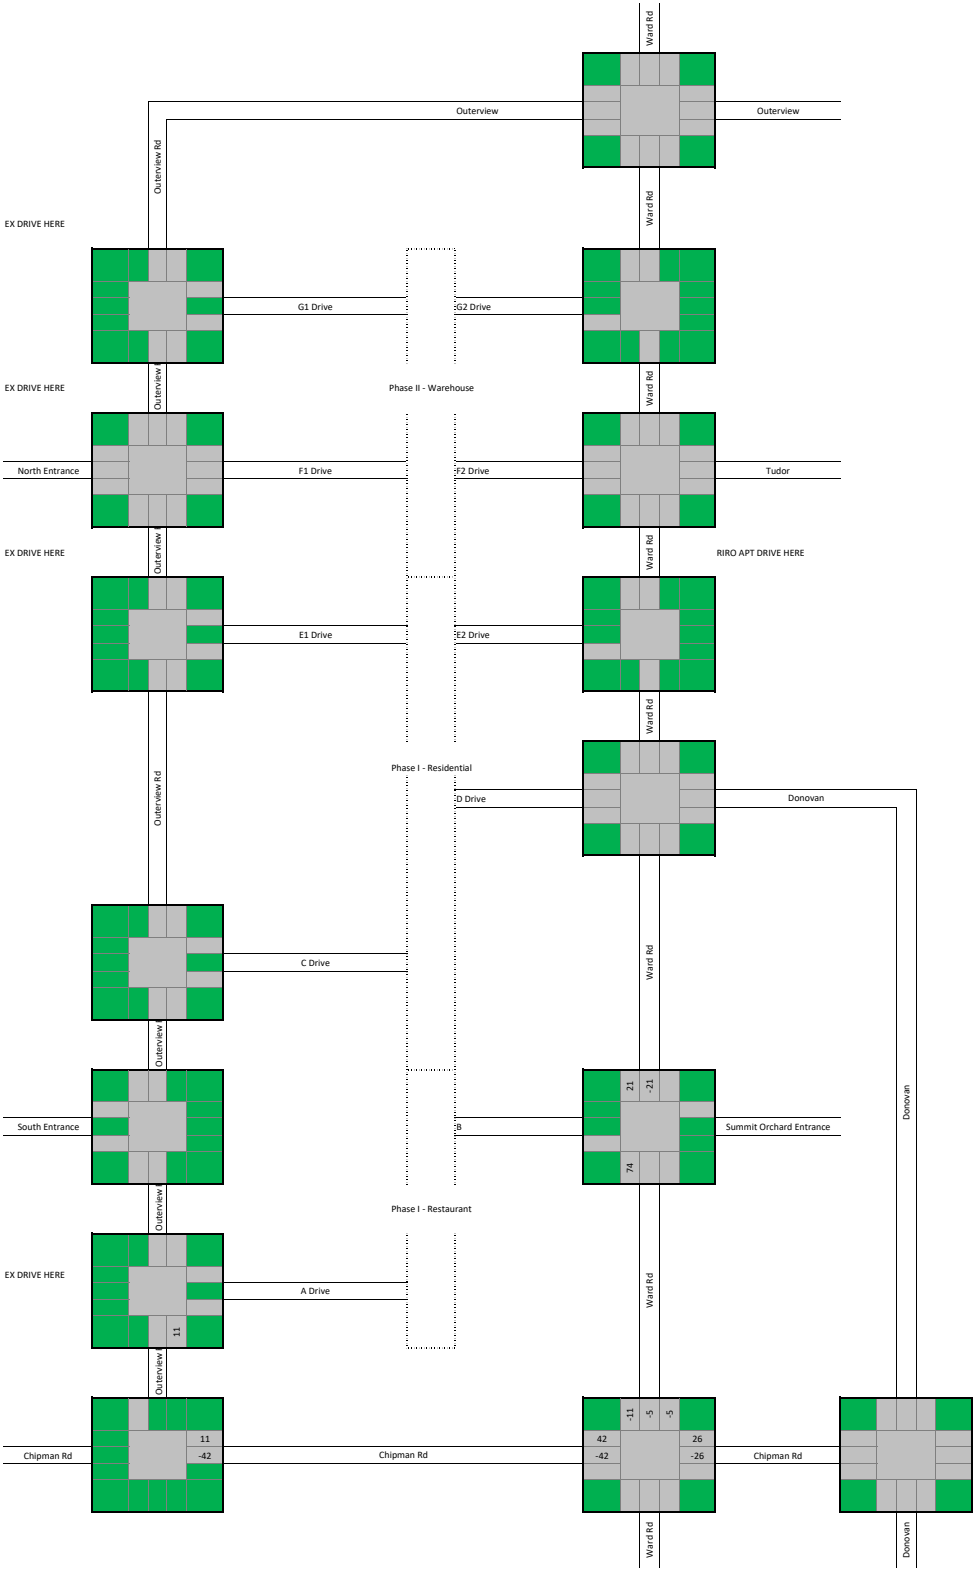 Ward Rd
Outerview
Outerview
Outerview Rd
Ward Rd
EX DRIVE HERE
G1 Drive
G2 Drive
Outerview
Ward Rd
EX DRIVE HERE
Phase II - Warehouse
North Entrance
F1 Drive
F2 Drive
Tudor
Outerview
Ward Rd
EX DRIVE HERE
RIRO APT DRIVE HERE
E1 Drive
E2 Drive
Ward Rd
Outerview Rd
Phase I - Residential
D Drive
Donovan
Ward Rd
C Drive
Outerview
21
-21
Donovan
South Entrance
B
Summit Orchard Entrance
74
Outerview
Phase I - Restaurant
EX DRIVE HERE
A Drive
Ward Rd
11
Outerview
-11
-5
-5
11
42
26
Chipman Rd
-42
Chipman Rd
-42
-26
Chipman Rd
Ward Rd
Donovan